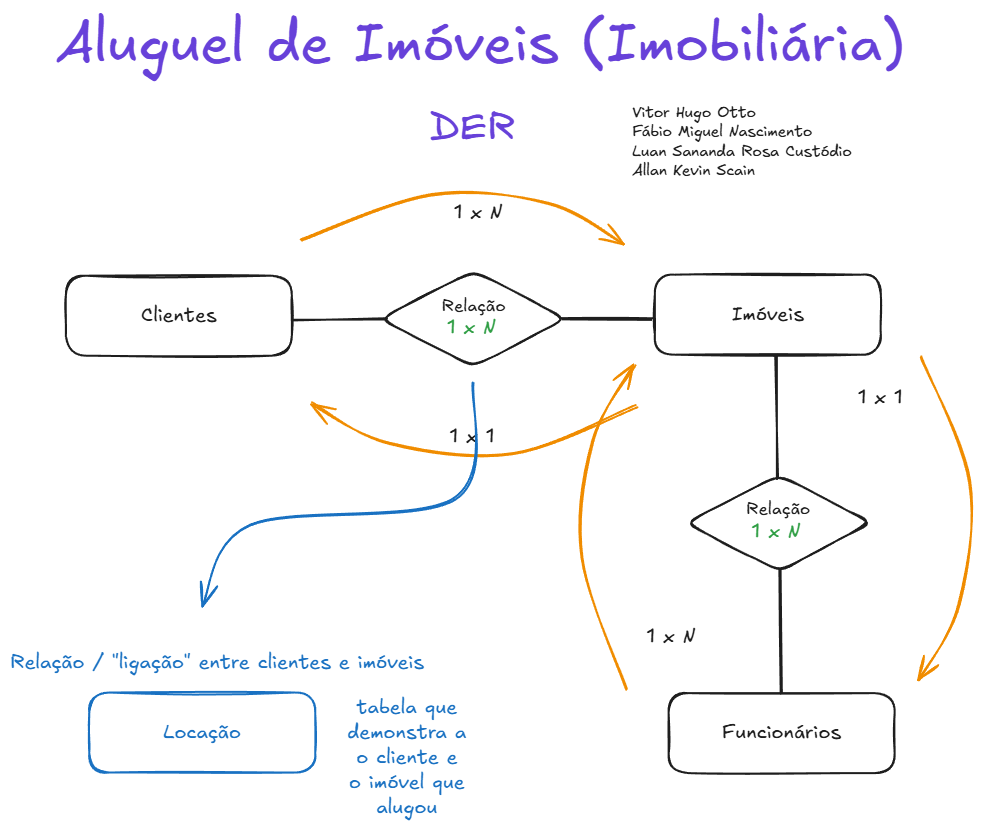 Aluguel de Imóveis (Imobiliária)
DER
Vitor Hugo Otto
Fábio Miguel Nascimento
Luan Sananda Rosa Custódio
Allan Kevin Scain
1 x N
Clientes
Relação
1 x N
Imóveis
1 x 1
1 x 1
Relação
1 x N
1 x N
Relação / "ligação" entre clientes e imóveis
Locação
tabela que
demonstra a
o cliente e
o imóvel que
alugou
Funcionários